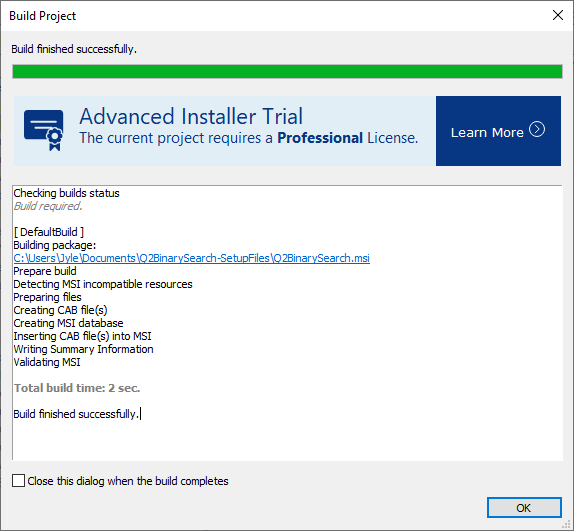 Build Project
Build finished successfully.
Advanced Installer Trial
The current project requires a Professional License.
Learn More
Checking builds status
Build required.
[ DefaultBuild ]
Building package:
C:\Users\Jyle\Documents\Q2BinarySearch-SetupFiles\Q2BinarySearch.msi
Prepare build
Detecting MSI incompatible resources
Preparing files
Creating CAB file(s)
Creating MSI database
Inserting CAB file(s) into MSI
Writing Summary Information
Validating MSI
Total build time: 2 sec.
Build finished successfully.
Close this dialog when the build completes
OK